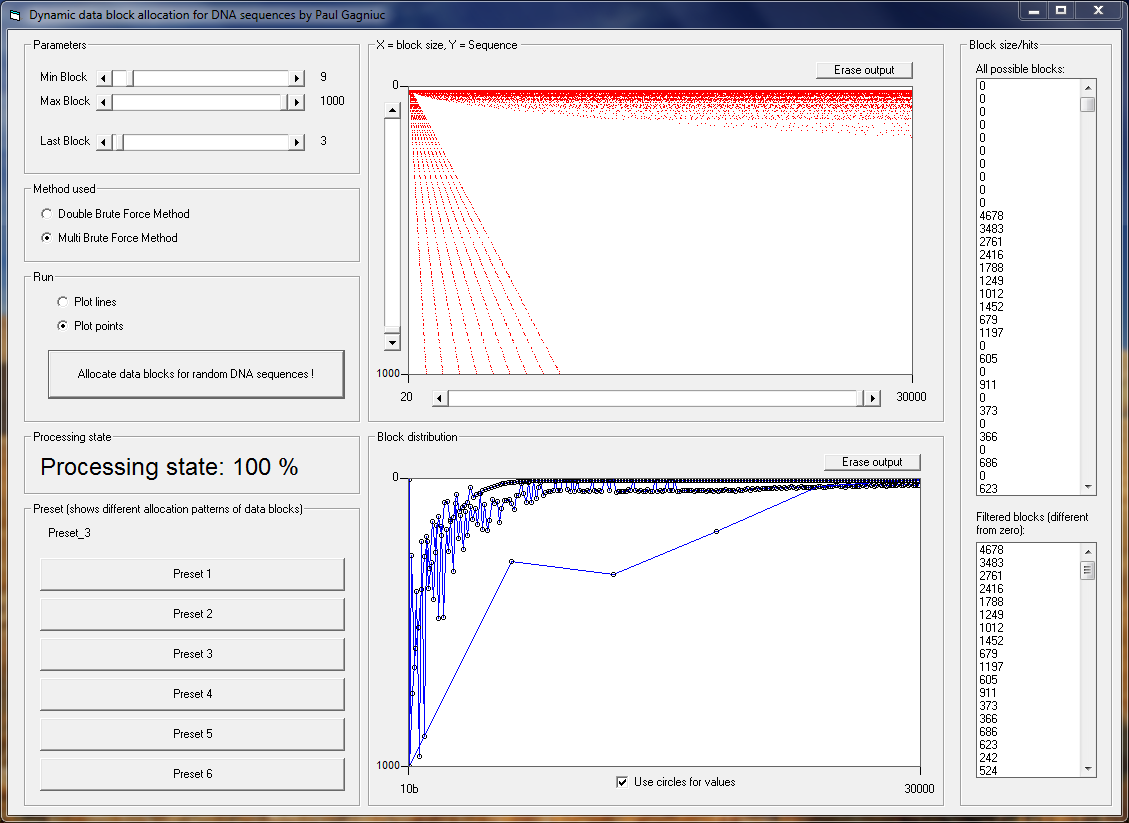 Dynamic data block allocation for DNA sequences by Paul Gagniuc
Parameters
Min Block 9
Max Block 1000
Last Block 3
Method used
Double Brute Force Method
Multi Brute Force Method
Run
Plot lines
Plot points
Allocate data blocks for random DNA sequences !
Processing state
Processing state: 100 %
Preset (shows different allocation patterns of data blocks)
Preset_3
Preset 1
Preset 2
Preset 3
Preset 4
Preset 5
Preset 6
X = block size, Y = Sequence
Erase output
0
1000
20 30000
Block distribution
Erase output
0
1000
10b 30000
Use circles for values
Block size/hits
All possible blocks:
0
0
0
0
0
0
0
0
0
0
4678
3483
2761
2416
1788
1249
1012
1452
679
1197
0
605
0
911
0
373
0
366
0
686
0
623
Filtered blocks (different
from zero):
4678
3483
2761
2416
1788
1249
1012
1452
679
1197
605
911
373
366
686
623
242
524